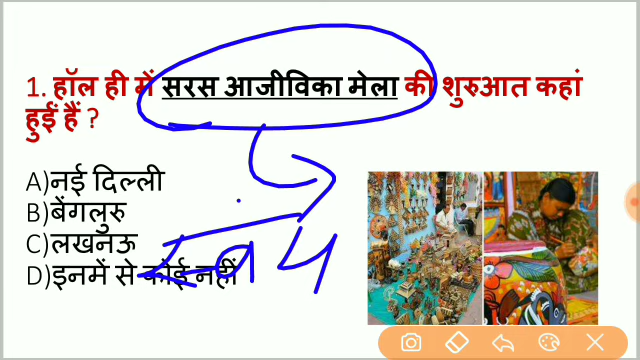 1. हॉल ही में सरस आजीविका मेला की शुरुआत कहां
हुई हैं ?
A)नई दिल्ली
B)बेंगलुरु
C)लखनऊ
D)इनमें से कोई नहीं